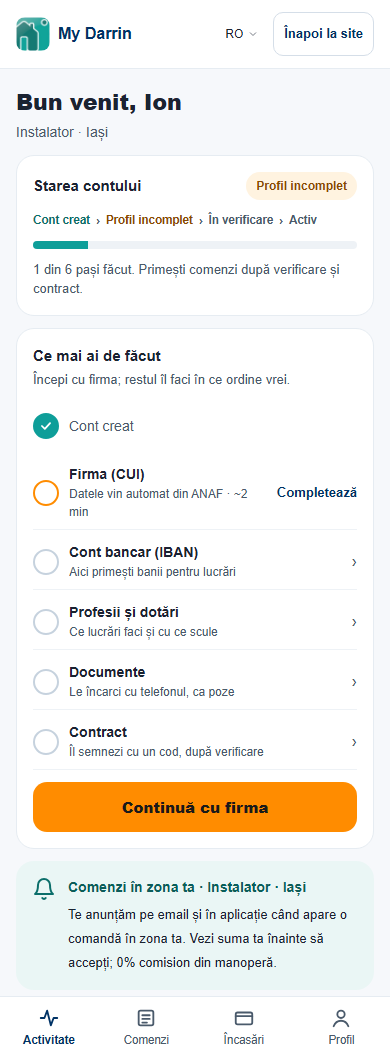 My Darrin
RO
Înapoi la site
Bun venit, Ion
Instalator · Iași
Starea contului
Profil incomplet
Cont creat › Profil incomplet › În verificare › Activ
1 din 6 pași făcut. Primești comenzi după verificare și
contract.
Ce mai ai de făcut
Începi cu firma; restul îl faci în ce ordine vrei.
Cont creat
Firma (CUI)
Datele vin automat din ANAF · ~2
min
Completează
Cont bancar (IBAN)
Aici primești banii pentru lucrări
›
Profesii și dotări
Ce lucrări faci și cu ce scule
›
Documente
Le încarci cu telefonul, ca poze
›
Contract
Îl semnezi cu un cod, după verificare
›
Continuă cu firma
Comenzi în zona ta · Instalator · Iași
Te anunțăm pe email și în aplicație când apare o
comandă în zona ta. Vezi suma ta înainte să
accepți; 0% comision din manoperă.
Activitate
Comenzi
Încasări
Profil